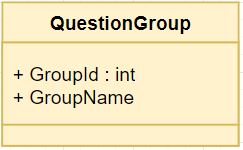 QuestionGroup
+ GroupId : int
+ GroupName